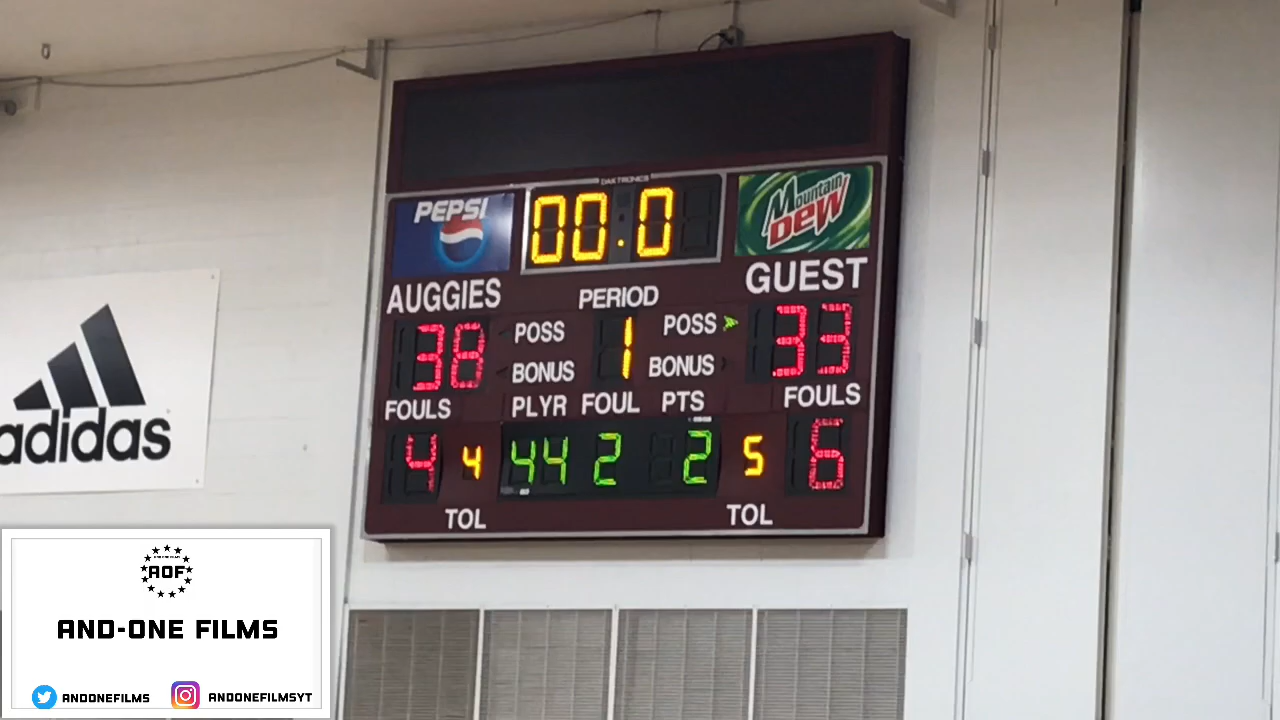 DAKTRONICS
PEPSI
00.0
Mountain
DEW
AUGGIES
PERIOD
GUEST
38
POSS
1
POSS
33
BONUS
BONUS
FOULS
PLYR FOUL PTS
FOULS
4 4 44 2 2 5 6
TOL
TOL
adidas
AOF
AND-ONE FILMS
ANDONEFILMS
ANDONEFILMSYT